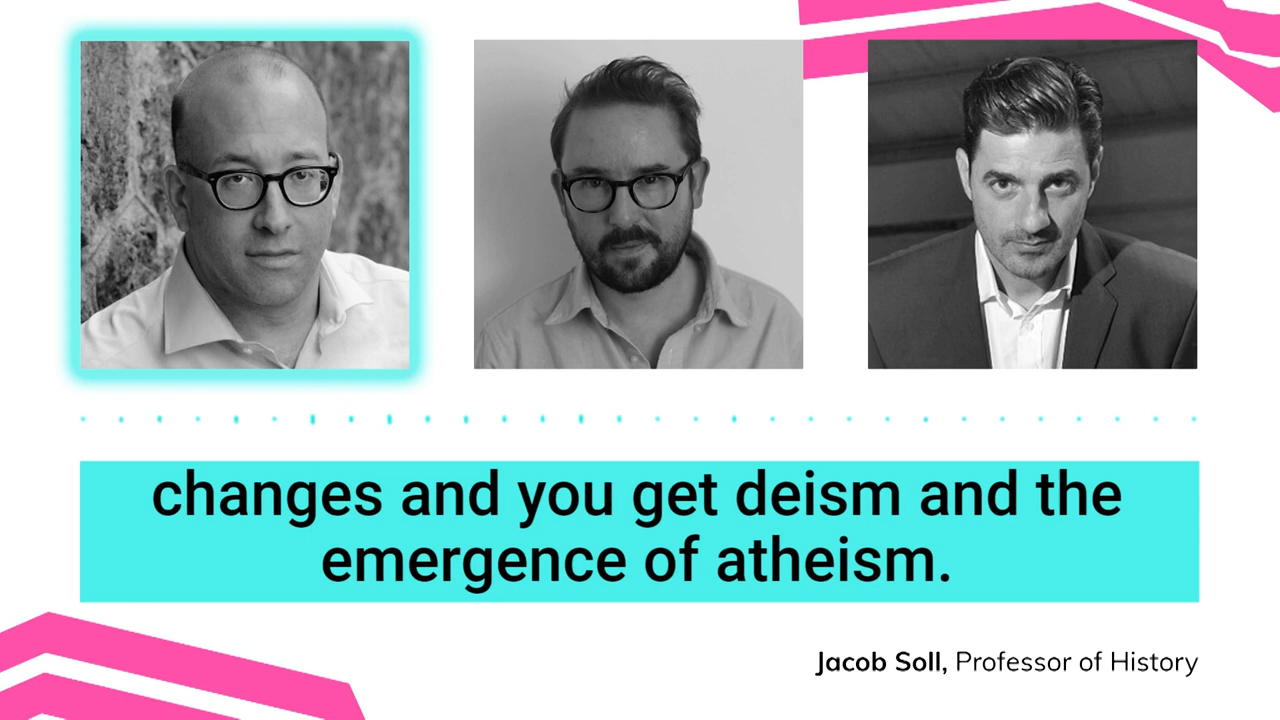 changes and you get deism and the
emergence of atheism.
Jacob Soll, Professor of History